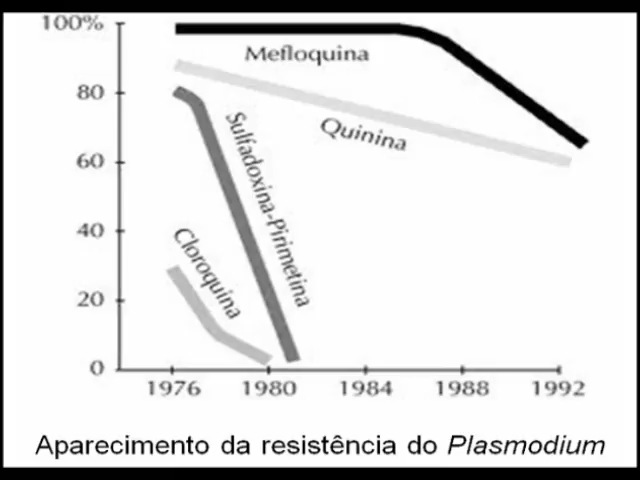 100%
Mefloquina
80
Sulfadoxina-Pirimetina
Quinina
60
40
Cloroquina
20
0
1976 1980 1984 1988 1992
Aparecimento da resistência do Plasmodium